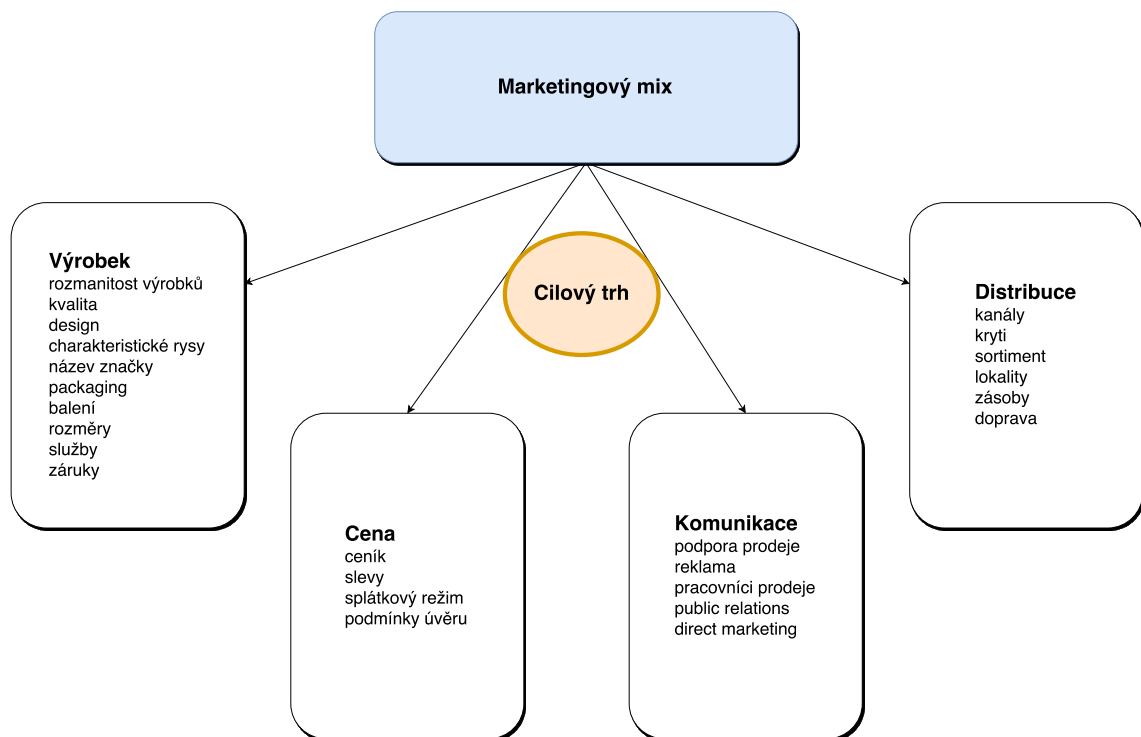 Marketingový mix
Výrobek
rozmanitost výrobků
kvalita
design
charakteristické rysy
název značky
packaging
balení
rozměry
služby
záruky
Cilový trh
Distribuce
kanály
kryti
sortiment
lokality
zásoby
doprava
Cena
ceník
slevy
splátkový režim
podmínky úvěru
Komunikace
podpora prodeje
reklama
pracovníci prodeje
public relations
direct marketing